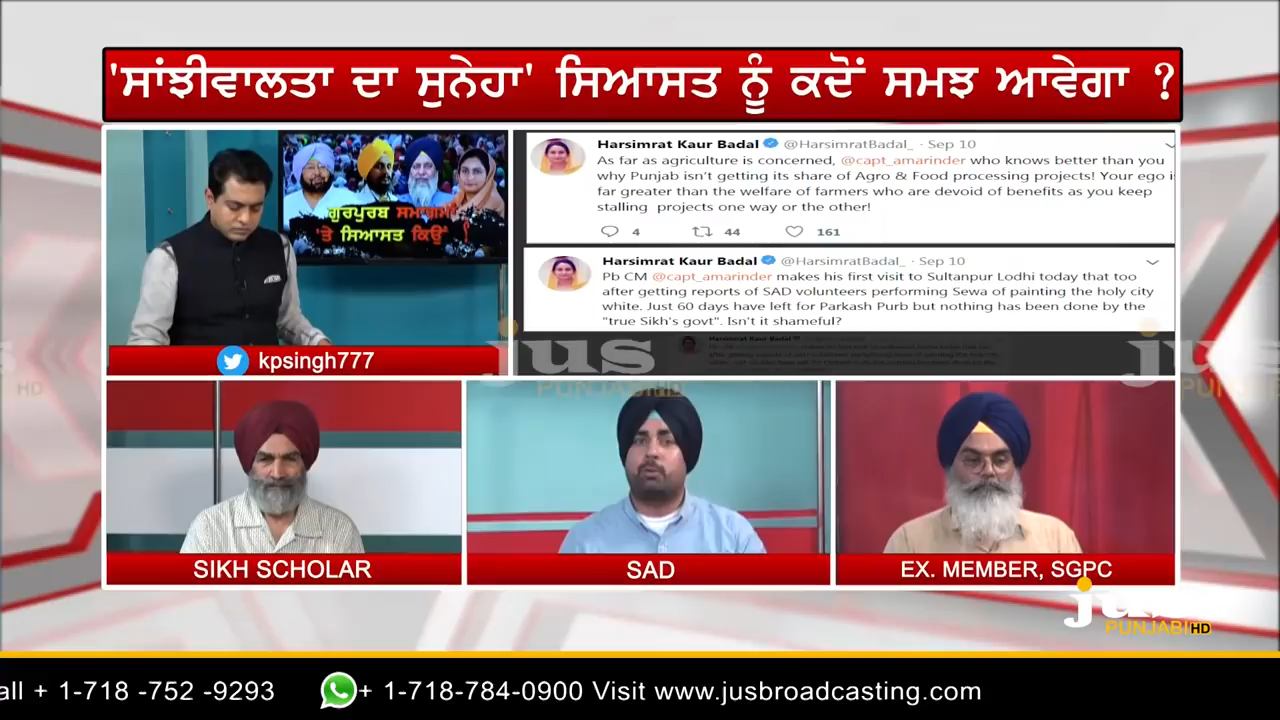 'ਸਾਂਝੀਵਾਲਤਾ ਦਾ ਸੁਨੇਹਾ' ਸਿਆਸਤ ਨੂੰ ਕਦੋਂ ਸਮਝ ਆਵੇਗਾ ?
ਗੁਰਪੁਰਬ ਸਮਾਗਮਾਂ
'ਤੇ ਸਿਆਸਤ ਕਿਉਂ ?
kpsingh777
Harsimrat Kaur Badal @HarsimratBadal_ · Sep 10
As far as agriculture is concerned, @capt_amarinder who knows better than you
why Punjab isn't getting its share of Agro & Food processing projects! Your ego i
far greater than the welfare of farmers who are devoid of benefits as you keep
stalling projects one way or the other!
4 44 161
Harsimrat Kaur Badal @HarsimratBadal_ · Sep 10
Pb CM @capt_amarinder makes his first visit to Sultanpur Lodhi today that too
after getting reports of SAD volunteers performing Sewa of painting the holy city
white. Just 60 days have left for Parkash Purb but nothing has been done by the
"true Sikh's govt". Isn't it shameful?
jus
PUNJABI HD
SIKH SCHOLAR
SAD
EX. MEMBER, SGPC
jus
PUNJABI HD
all + 1-718 -752 -9293 + 1-718-784-0900 Visit www.jusbroadcasting.com